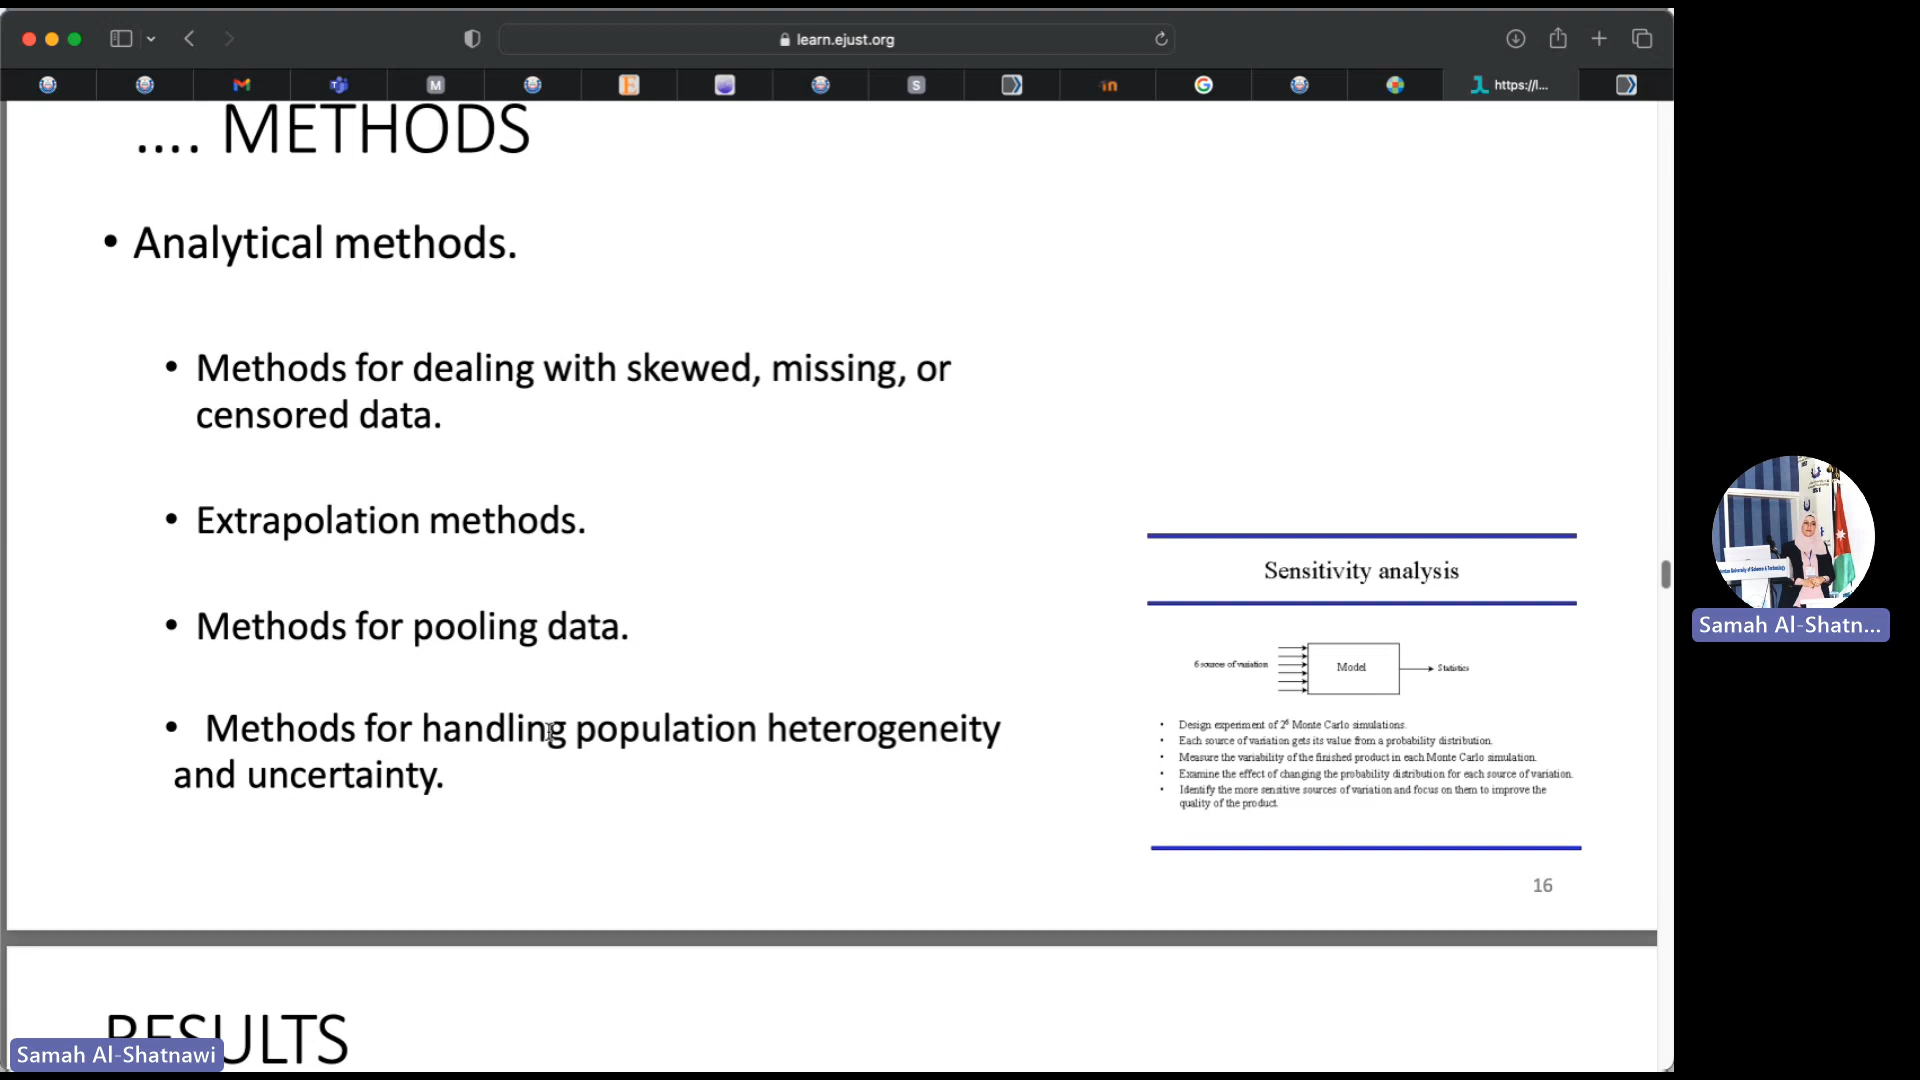 learn.ejust.org
M
S
in
G
https://l...
.... METHODS
• Analytical methods.
• Methods for dealing with skewed, missing, or
censored data.
• Extrapolation methods.
• Methods for pooling data.
• Methods for handling population heterogeneity
and uncertainty.
Sensitivity analysis
6 sources of variation
Model
Statistics
• Design experiment of 2⁶ Monte Carlo simulations.
• Each source of variation gets its value from a probability distribution.
• Measure the variability of the finished product in each Monte Carlo simulation.
• Examine the effect of changing the probability distribution for each source of variation.
• Identify the more sensitive sources of variation and focus on them to improve the
quality of the product.
16
RESULTS
Samah Al-Shatnawi
Samah Al-Shatn...